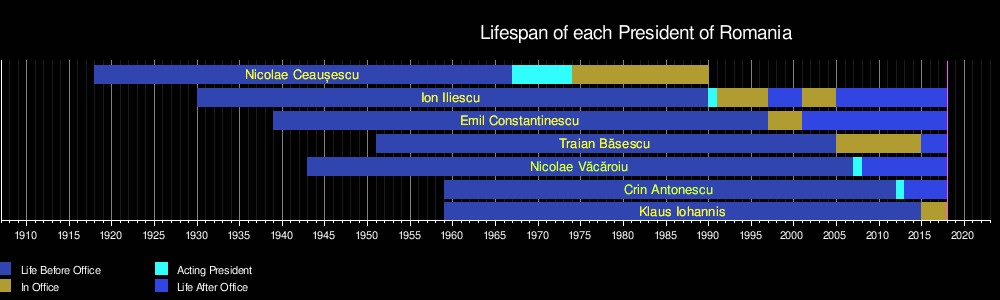 Lifespan of each President of Romania
Nicolae Ceaușescu
Ion Iliescu
Emil Constantinescu
Traian Băsescu
Nicolae Văcăroiu
Crin Antonescu
Klaus Iohannis
1910 1915 1920 1925 1930 1935 1940 1945 1950 1955 1960 1965 1970 1975 1980 1985 1990 1995 2000 2005 2010 2015 2020
Life Before Office Acting President
In Office Life After Office